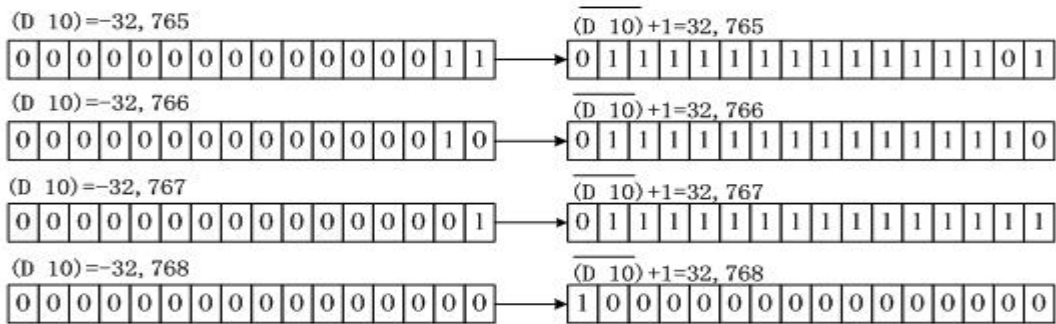 (D 10)=-32,765 (D 10)+1=32,765
0 0 0 0 0 0 0 0 0 0 0 0 0 0 1 1 0 1 1 1 1 1 1 1 1 1 1 1 1 1 0 1
(D 10)=-32,766 (D 10)+1=32,766
0 0 0 0 0 0 0 0 0 0 0 0 0 0 1 0 0 1 1 1 1 1 1 1 1 1 1 1 1 1 1 0
(D 10)=-32,767 (D 10)+1=32,767
0 0 0 0 0 0 0 0 0 0 0 0 0 0 0 1 0 1 1 1 1 1 1 1 1 1 1 1 1 1 1 1
(D 10)=-32,768 (D 10)+1=32,768
0 0 0 0 0 0 0 0 0 0 0 0 0 0 0 0 1 0 0 0 0 0 0 0 0 0 0 0 0 0 0 0